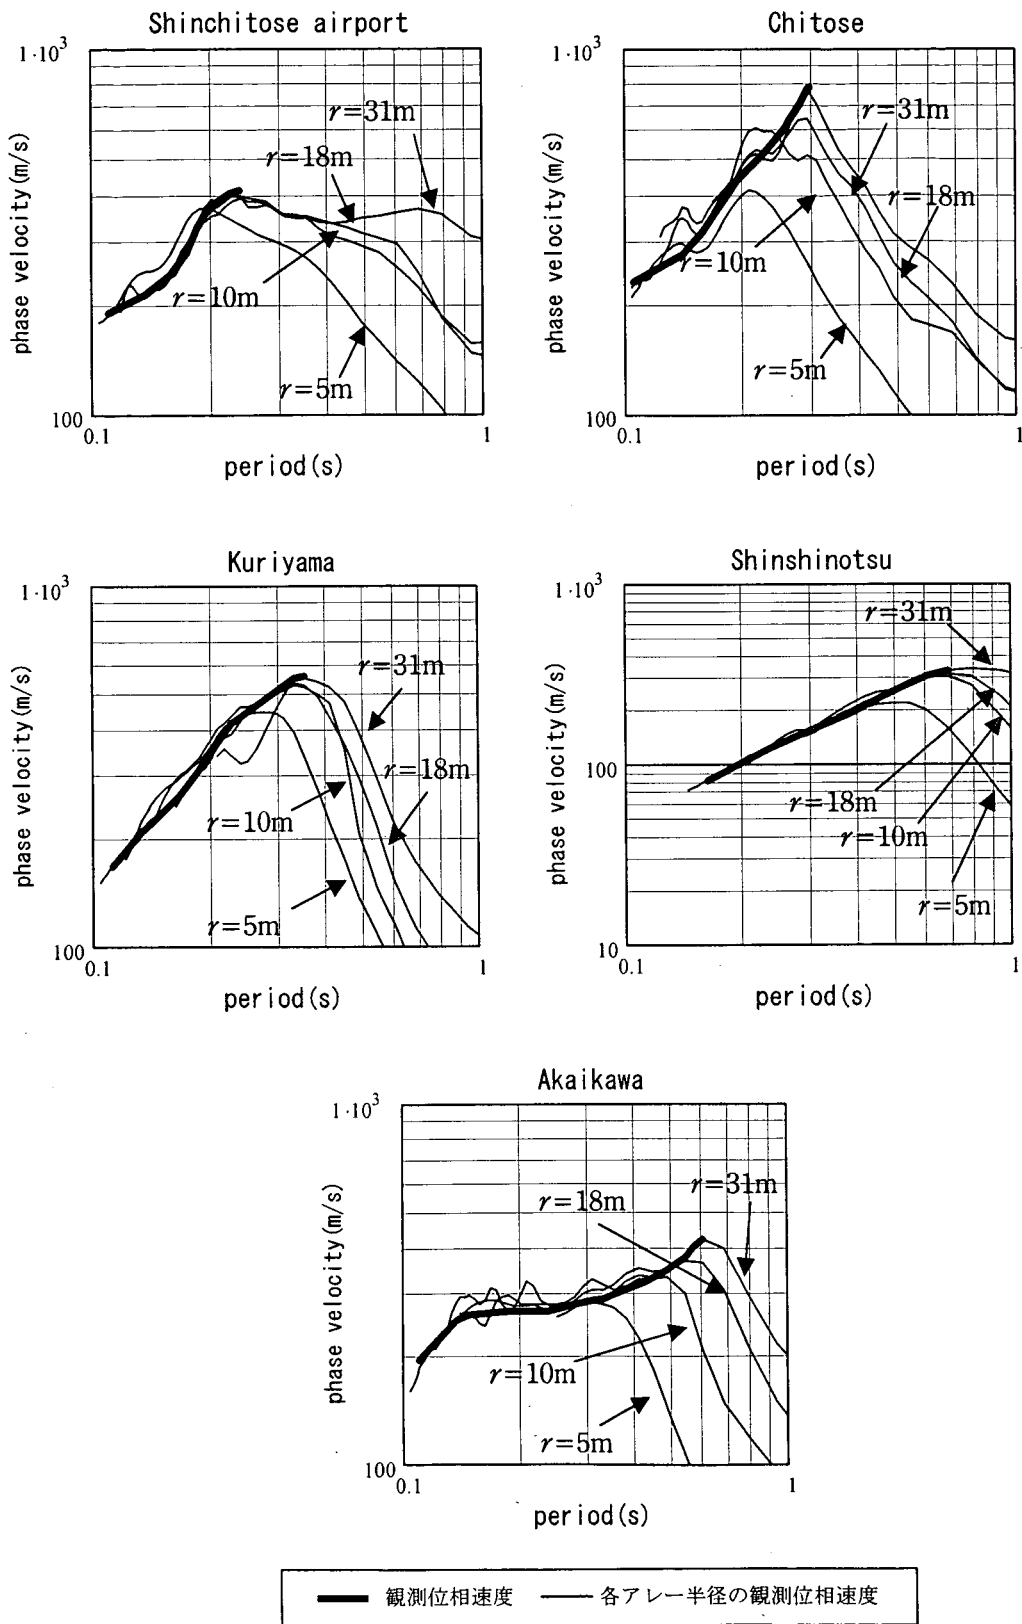 Shinchitose airport
1·10³
r=31m
r=18m
r=10m
r=5m
phase velocity(m/s)
100
0.1
1
period(s)
Chitose
1·10³
r=31m
r=18m
r=10m
r=5m
phase velocity(m/s)
100
0.1
1
period(s)
Kuriyama
1·10³
r=31m
r=18m
r=10m
r=5m
phase velocity(m/s)
100
0.1
1
period(s)
Shinshinotsu
1·10³
r=31m
100
r=18m
r=10m
r=5m
phase velocity(m/s)
10
0.1
1
period(s)
Akaikawa
1·10³
r=31m
r=18m
r=10m
r=5m
phase velocity(m/s)
100
0.1
1
period(s)
観測位相速度 各アレー半径の観測位相速度